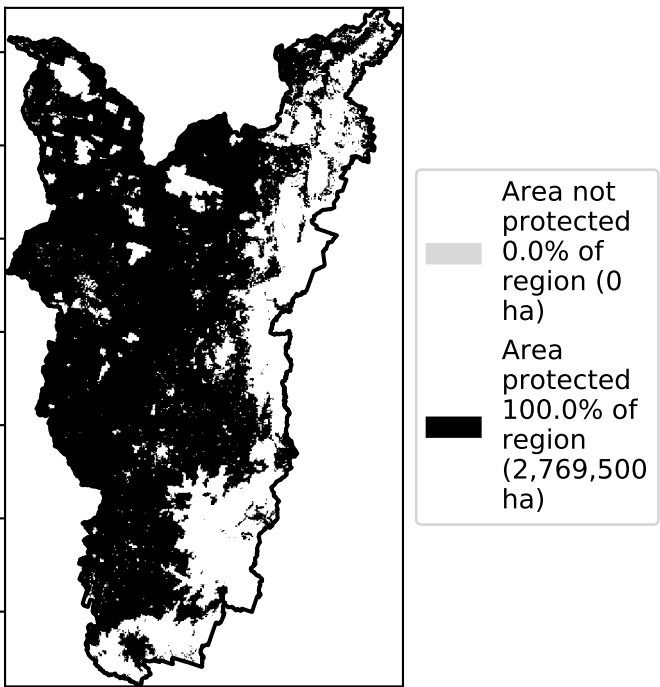 Area not
protected
0.0% of
region (0
ha)
Area
protected
100.0% of
region
(2,769,500
ha)